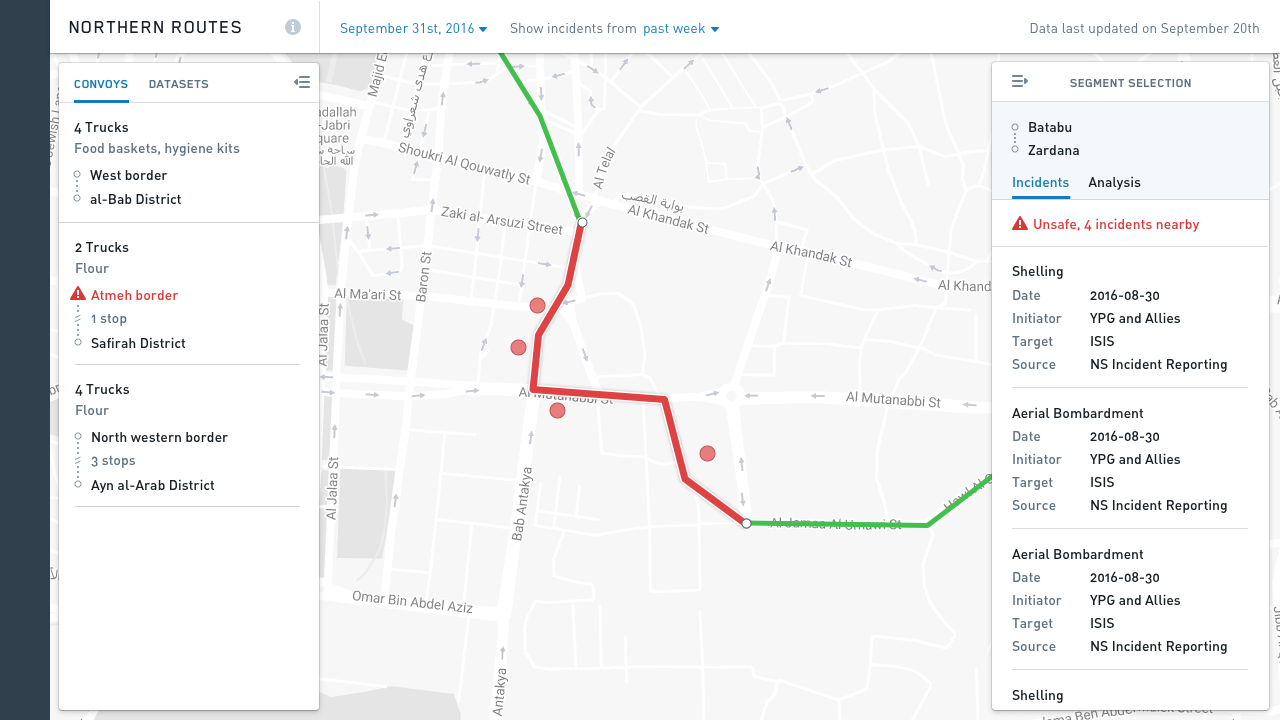 NORTHERN ROUTES
September 31st, 2016
Show incidents from past week
Data last updated on September 20th
CONVOYS
DATASETS
4 Trucks
Food baskets, hygiene kits
West border
al-Bab District
2 Trucks
Flour
Atmeh border
1 stop
Safirah District
4 Trucks
Flour
North western border
3 stops
Ayn al-Arab District
Shoukri Al Qouwatly St
Al Telal
Zaki al- Arsuzi Street
بوابة القصب
Al Khandak St
Al Khandak St
Al Khand
Baron St
Al Ma'ari St
Al Jalaa St
Al Mutanabbi St
Al Mutanabbi St
Al Jalaa St
Bab Antakya
Al Jamaa Al Umawi St
Omar Bin Abdel Aziz
Antakya
SEGMENT SELECTION
Batabu
Zardana
Incidents
Analysis
Unsafe, 4 incidents nearby
Shelling
Date 2016-08-30
Initiator YPG and Allies
Target ISIS
Source NS Incident Reporting
Aerial Bombardment
Date 2016-08-30
Initiator YPG and Allies
Target ISIS
Source NS Incident Reporting
Aerial Bombardment
Date 2016-08-30
Initiator YPG and Allies
Target ISIS
Source NS Incident Reporting
Shelling